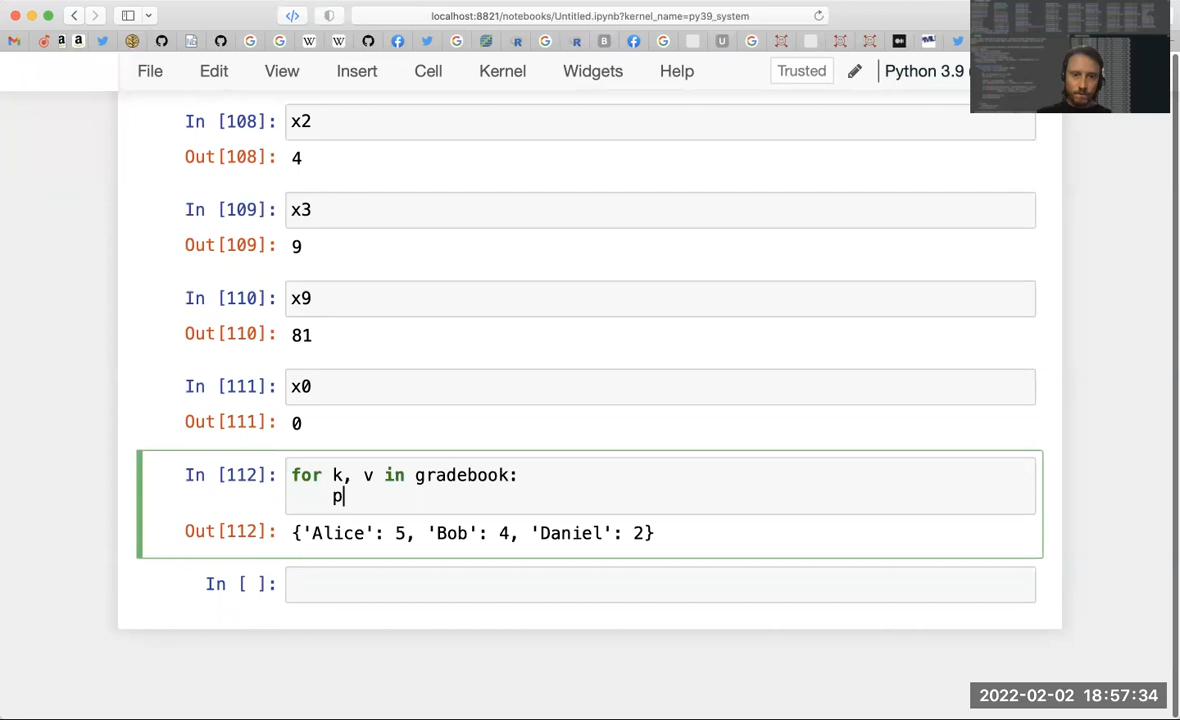 localhost:8821/notebooks/Untitled.ipynb?kernel_name=py39_system
File Edit View Insert Cell Kernel Widgets Help Trusted Python 3.9
In [108]: x2
Out[108]: 4
In [109]: x3
Out[109]: 9
In [110]: x9
Out[110]: 81
In [111]: x0
Out[111]: 0
In [112]: for k, v in gradebook:
p
Out[112]: {'Alice': 5, 'Bob': 4, 'Daniel': 2}
In [ ]:
2022-02-02 18:57:34